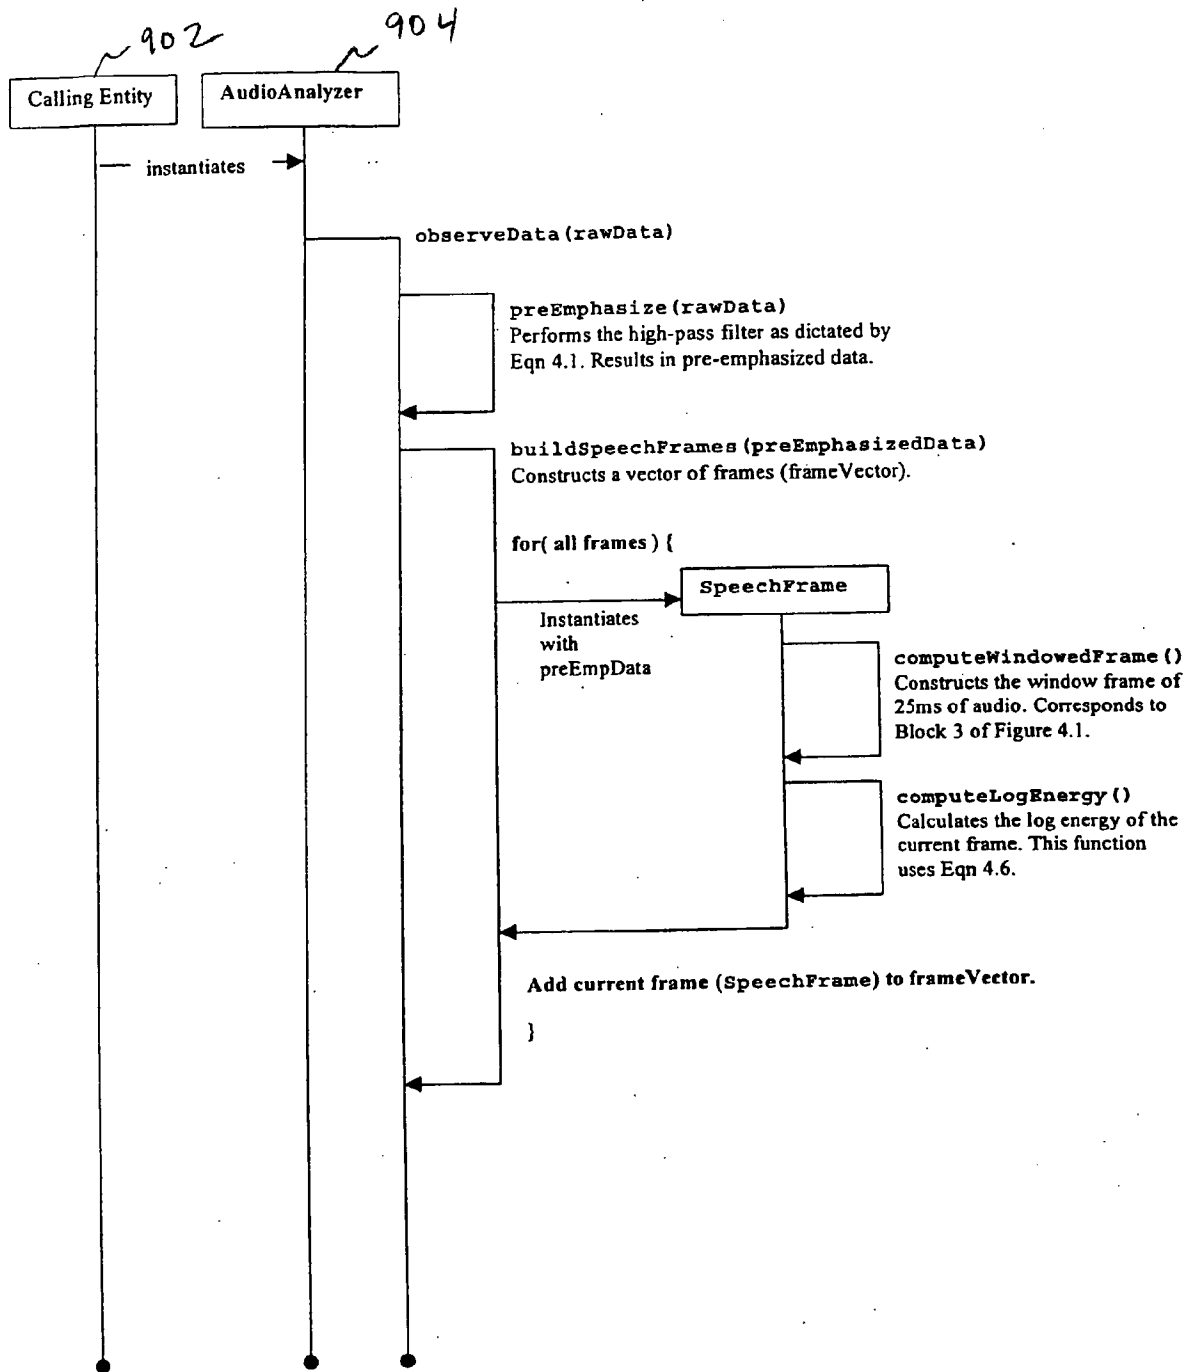 902
904
Calling Entity
AudioAnalyzer
instantiates
observeData(rawData)
preEmphasize(rawData)
Performs the high-pass filter as dictated by
Eqn 4.1. Results in pre-emphasized data.
buildSpeechFrames(preEmphasizedData)
Constructs a vector of frames (frameVector).
for( all frames ) {
SpeechFrame
Instantiates
with
preEmpData
computeWindowedFrame()
Constructs the window frame of
25ms of audio. Corresponds to
Block 3 of Figure 4.1.
computeLogEnergy()
Calculates the log energy of the
current frame. This function
uses Eqn 4.6.
Add current frame (SpeechFrame) to frameVector.
}